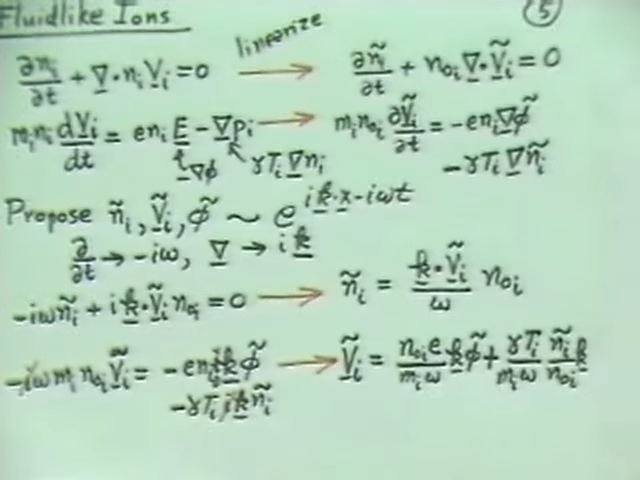 Fluidlike Ions
5
linearize
∂nᵢ/∂t + ∇·nᵢVᵢ = 0 → ∂ñᵢ/∂t + n₀ᵢ∇·Ṽᵢ = 0
mᵢnᵢ dVᵢ/dt = enᵢE − ∇pᵢ → mᵢn₀ᵢ ∂Ṽᵢ/∂t = −enᵢ∇φ̃
−∇φ γTᵢ∇nᵢ −γTᵢ∇ñᵢ
Propose ñᵢ, Ṽᵢ, φ̃ ~ e^{ik·x−iωt}
∂/∂t → −iω, ∇ → ik
−iωñᵢ + ik·Ṽᵢn₀ᵢ = 0 → ñᵢ = (k·Ṽᵢ/ω) n₀ᵢ
−iωmᵢn₀ᵢṼᵢ = −en₀ᵢikφ̃ → Ṽᵢ = (n₀ᵢe/mᵢω) kφ̃ + (γTᵢ/mᵢω)(ñᵢ/n₀ᵢ) k
−γTᵢikñᵢ